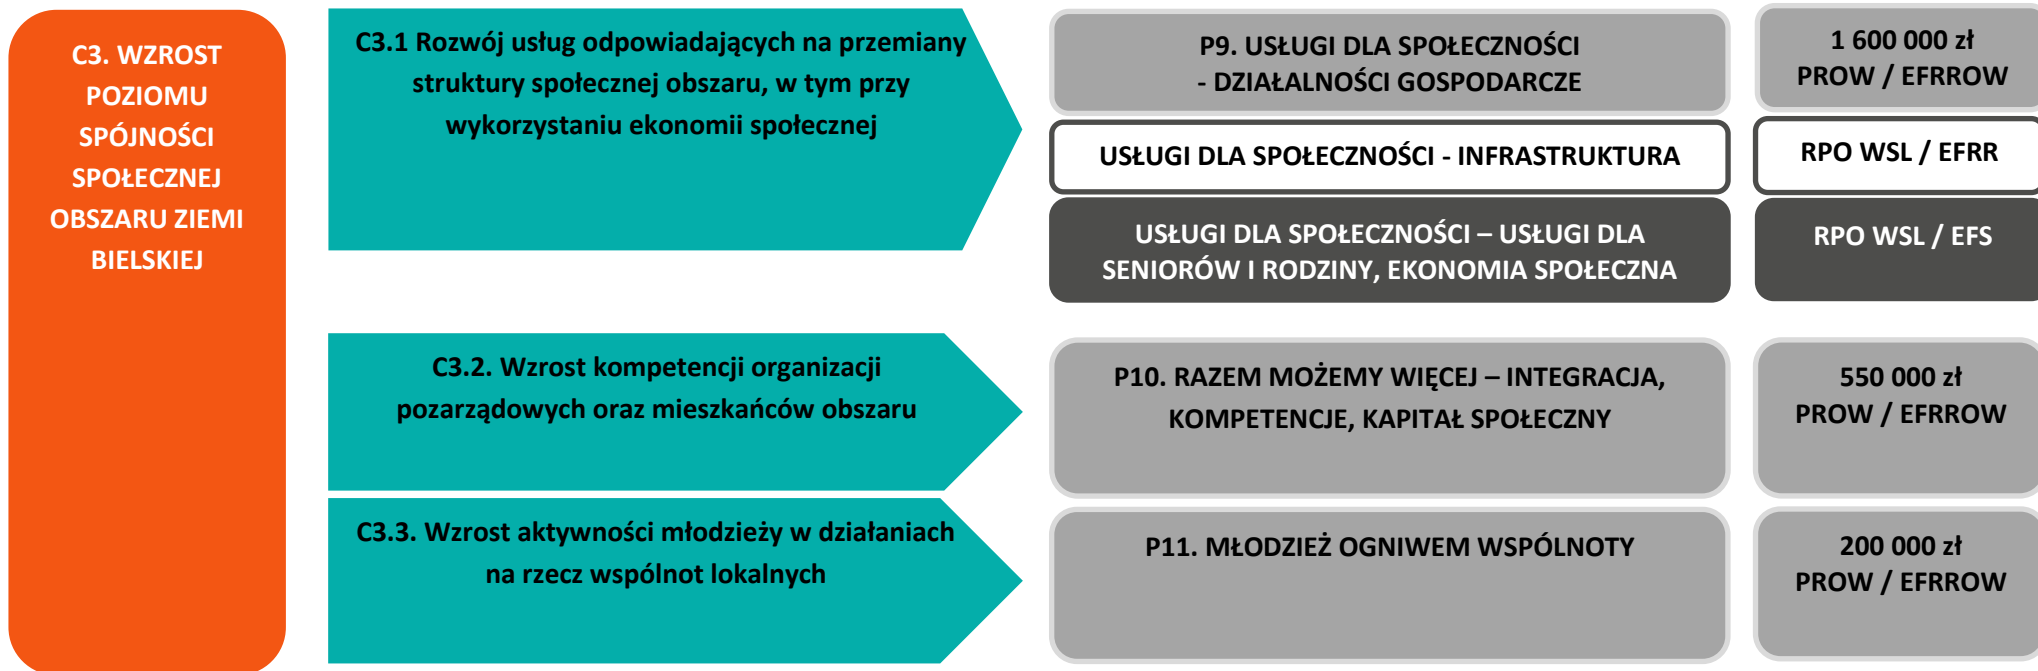 C3. WZROST
POZIOMU
SPÓJNOŚCI
SPOŁECZNEJ
OBSZARU ZIEMI
BIELSKIEJ
C3.1 Rozwój usług odpowiadających na przemiany
struktury społecznej obszaru, w tym przy
wykorzystaniu ekonomii społecznej
P9. USŁUGI DLA SPOŁECZNOŚCI
- DZIAŁALNOŚCI GOSPODARCZE
1 600 000 zł
PROW / EFRROW
USŁUGI DLA SPOŁECZNOŚCI - INFRASTRUKTURA
RPO WSL / EFRR
USŁUGI DLA SPOŁECZNOŚCI – USŁUGI DLA
SENIORÓW I RODZINY, EKONOMIA SPOŁECZNA
RPO WSL / EFS
C3.2. Wzrost kompetencji organizacji
pozarządowych oraz mieszkańców obszaru
P10. RAZEM MOŻEMY WIĘCEJ – INTEGRACJA,
KOMPETENCJE, KAPITAŁ SPOŁECZNY
550 000 zł
PROW / EFRROW
C3.3. Wzrost aktywności młodzieży w działaniach
na rzecz wspólnot lokalnych
P11. MŁODZIEŻ OGNIWEM WSPÓLNOTY
200 000 zł
PROW / EFRROW